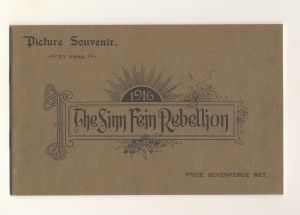 Picture Souvenir.
1916
The Sinn Fein Rebellion
PRICE SEVENPENCE NET.